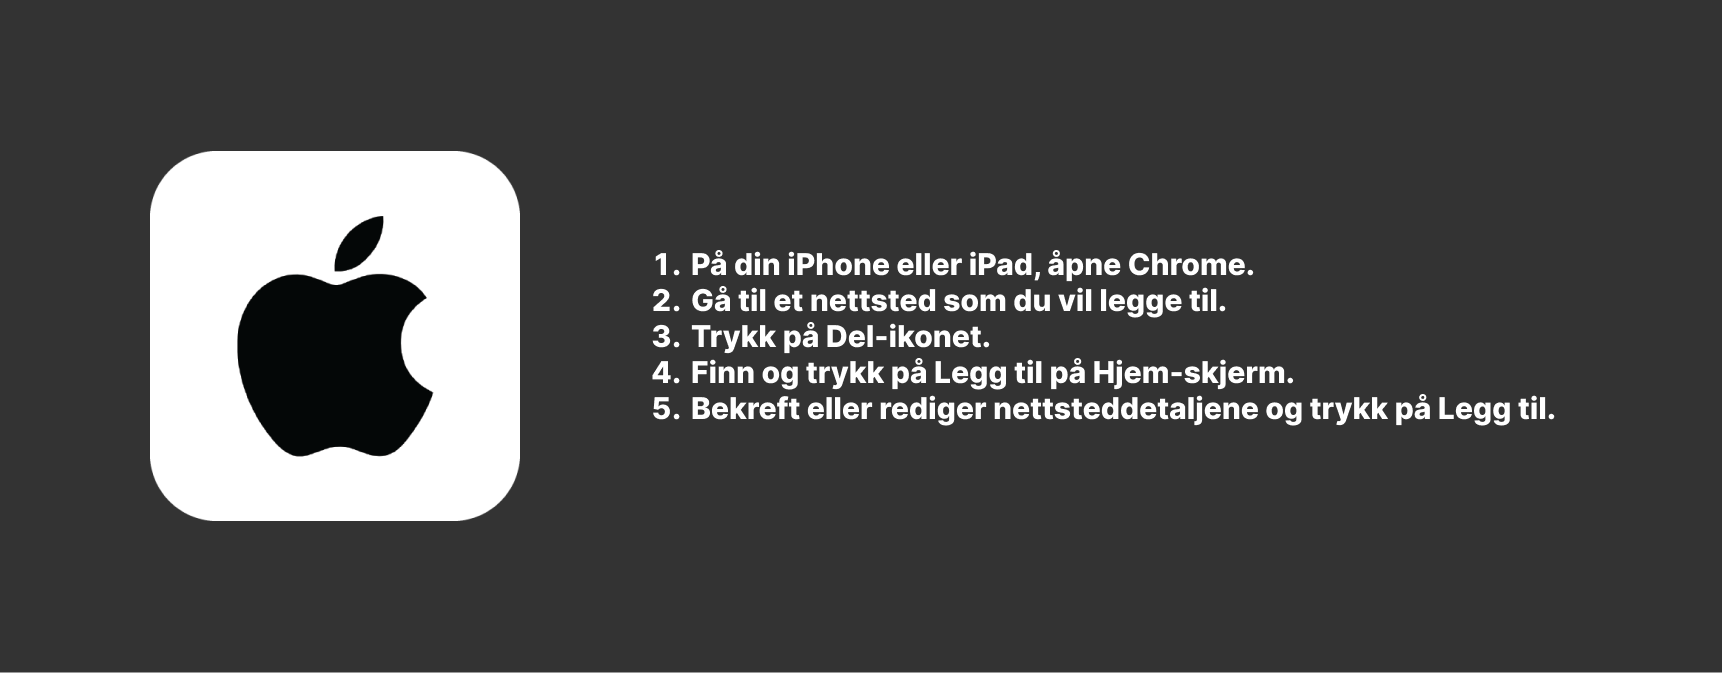 1. På din iPhone eller iPad, åpne Chrome.
2. Gå til et nettsted som du vil legge til.
3. Trykk på Del-ikonet.
4. Finn og trykk på Legg til på Hjem-skjerm.
5. Bekreft eller rediger nettsteddetaljene og trykk på Legg til.